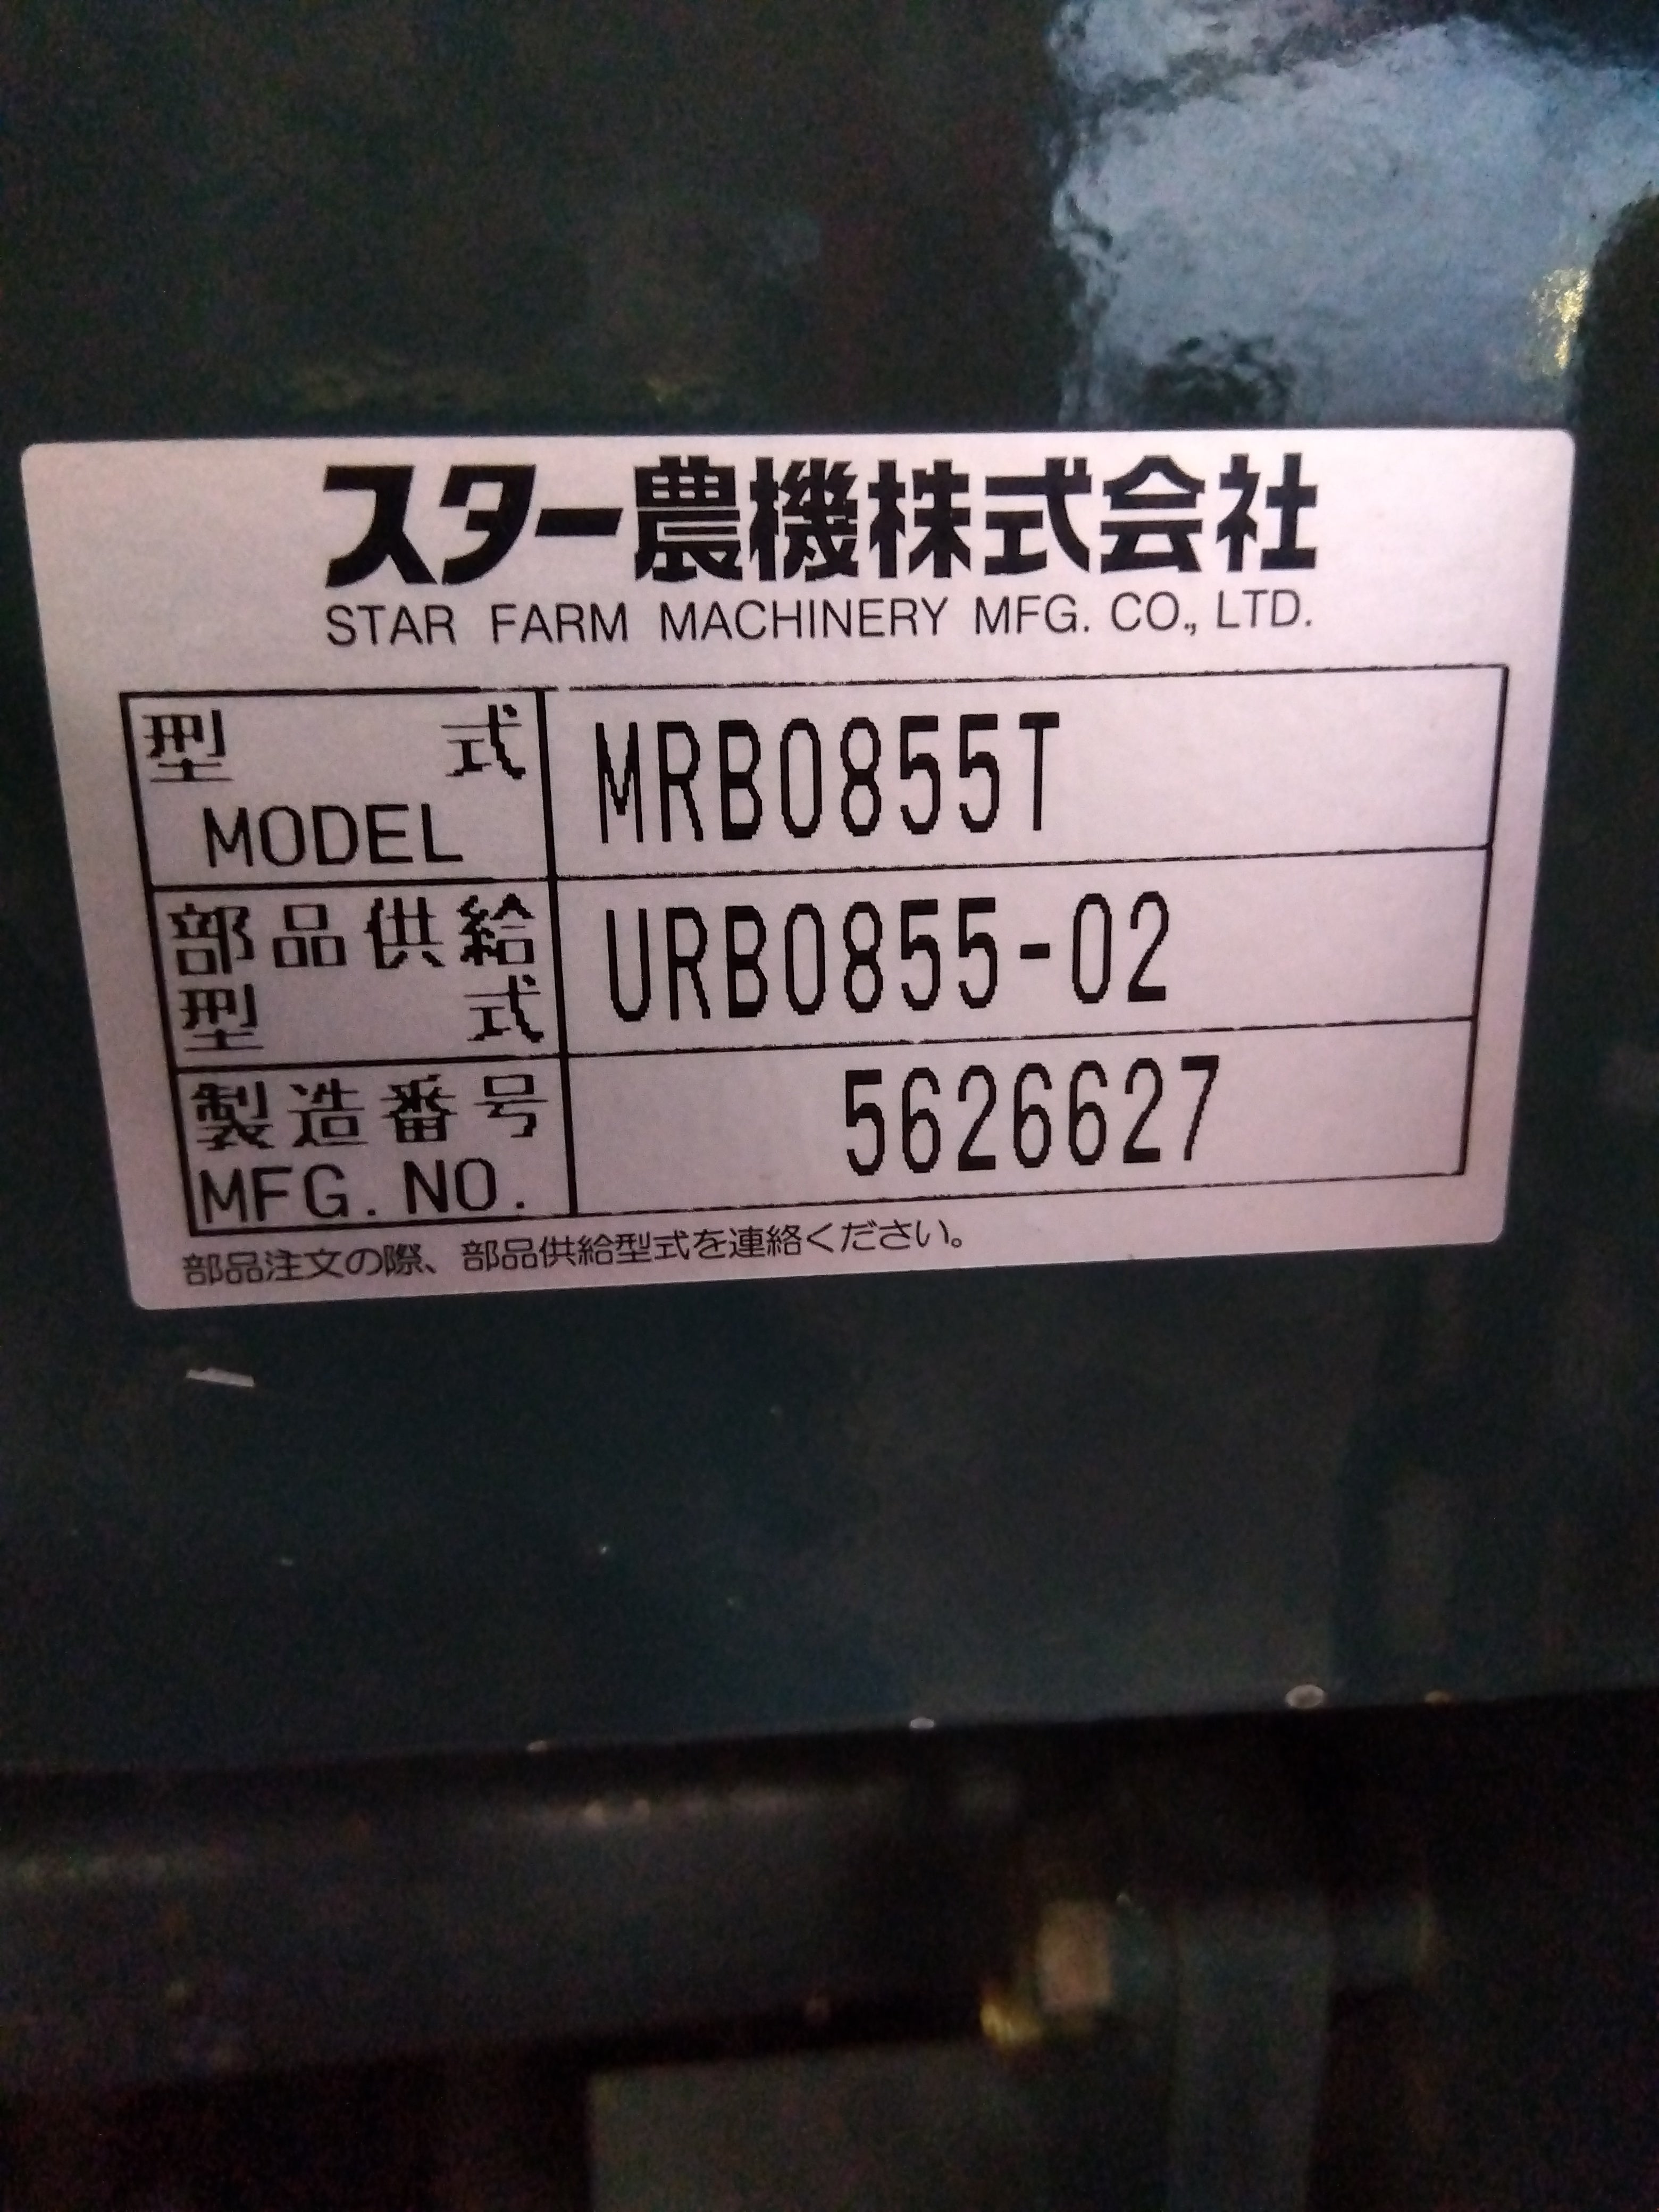 スター農機株式会社
STAR FARM MACHINERY MFG. CO., LTD.
型式 MRB0855T
MODEL
部品供給 URB0855-02
型式
製造番号 5626627
MFG. NO.
部品注文の際、部品供給型式を連絡ください。